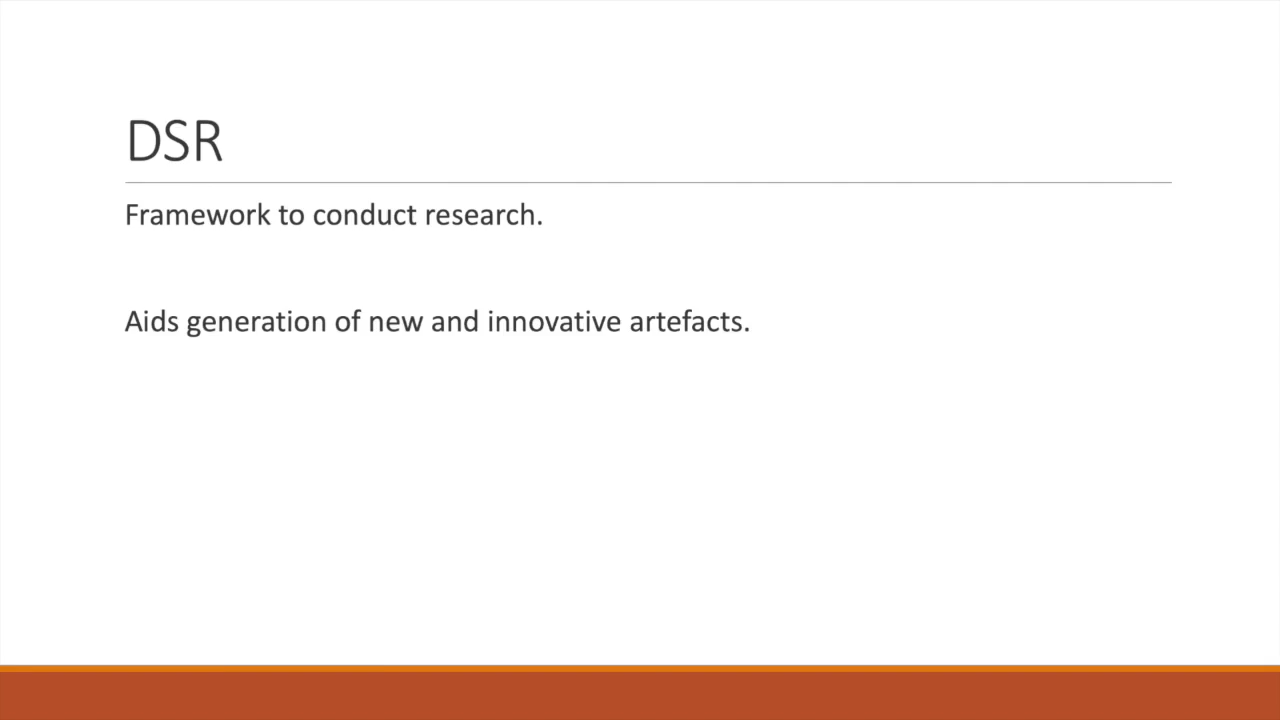 DSR
Framework to conduct research.
Aids generation of new and innovative artefacts.